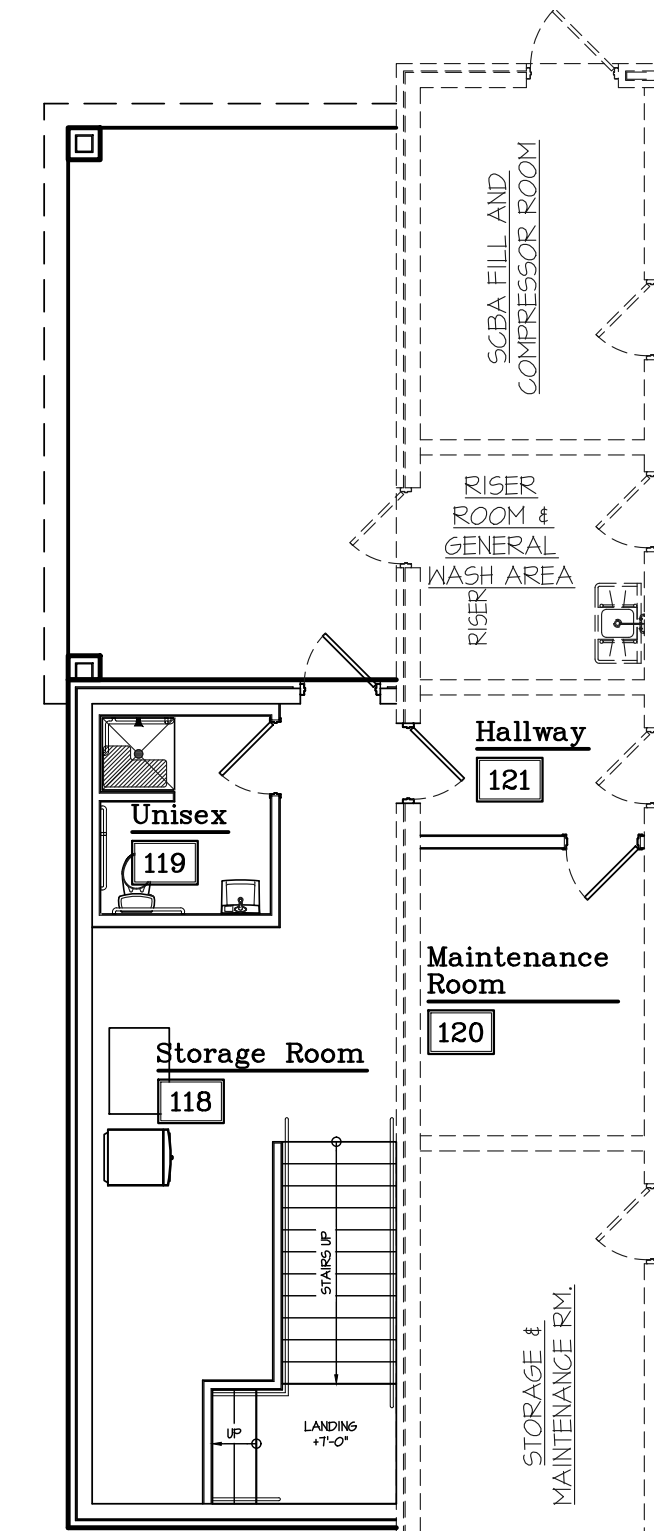 SCBA FILL AND
COMPRESSOR ROOM
RISER
ROOM &
GENERAL
WASH AREA
RISER
Hallway
121
Unisex
119
Maintenance
Room
120
Storage Room
118
STAIRS UP
UP
LANDING
+7'-0"
STORAGE &
MAINTENANCE RM.